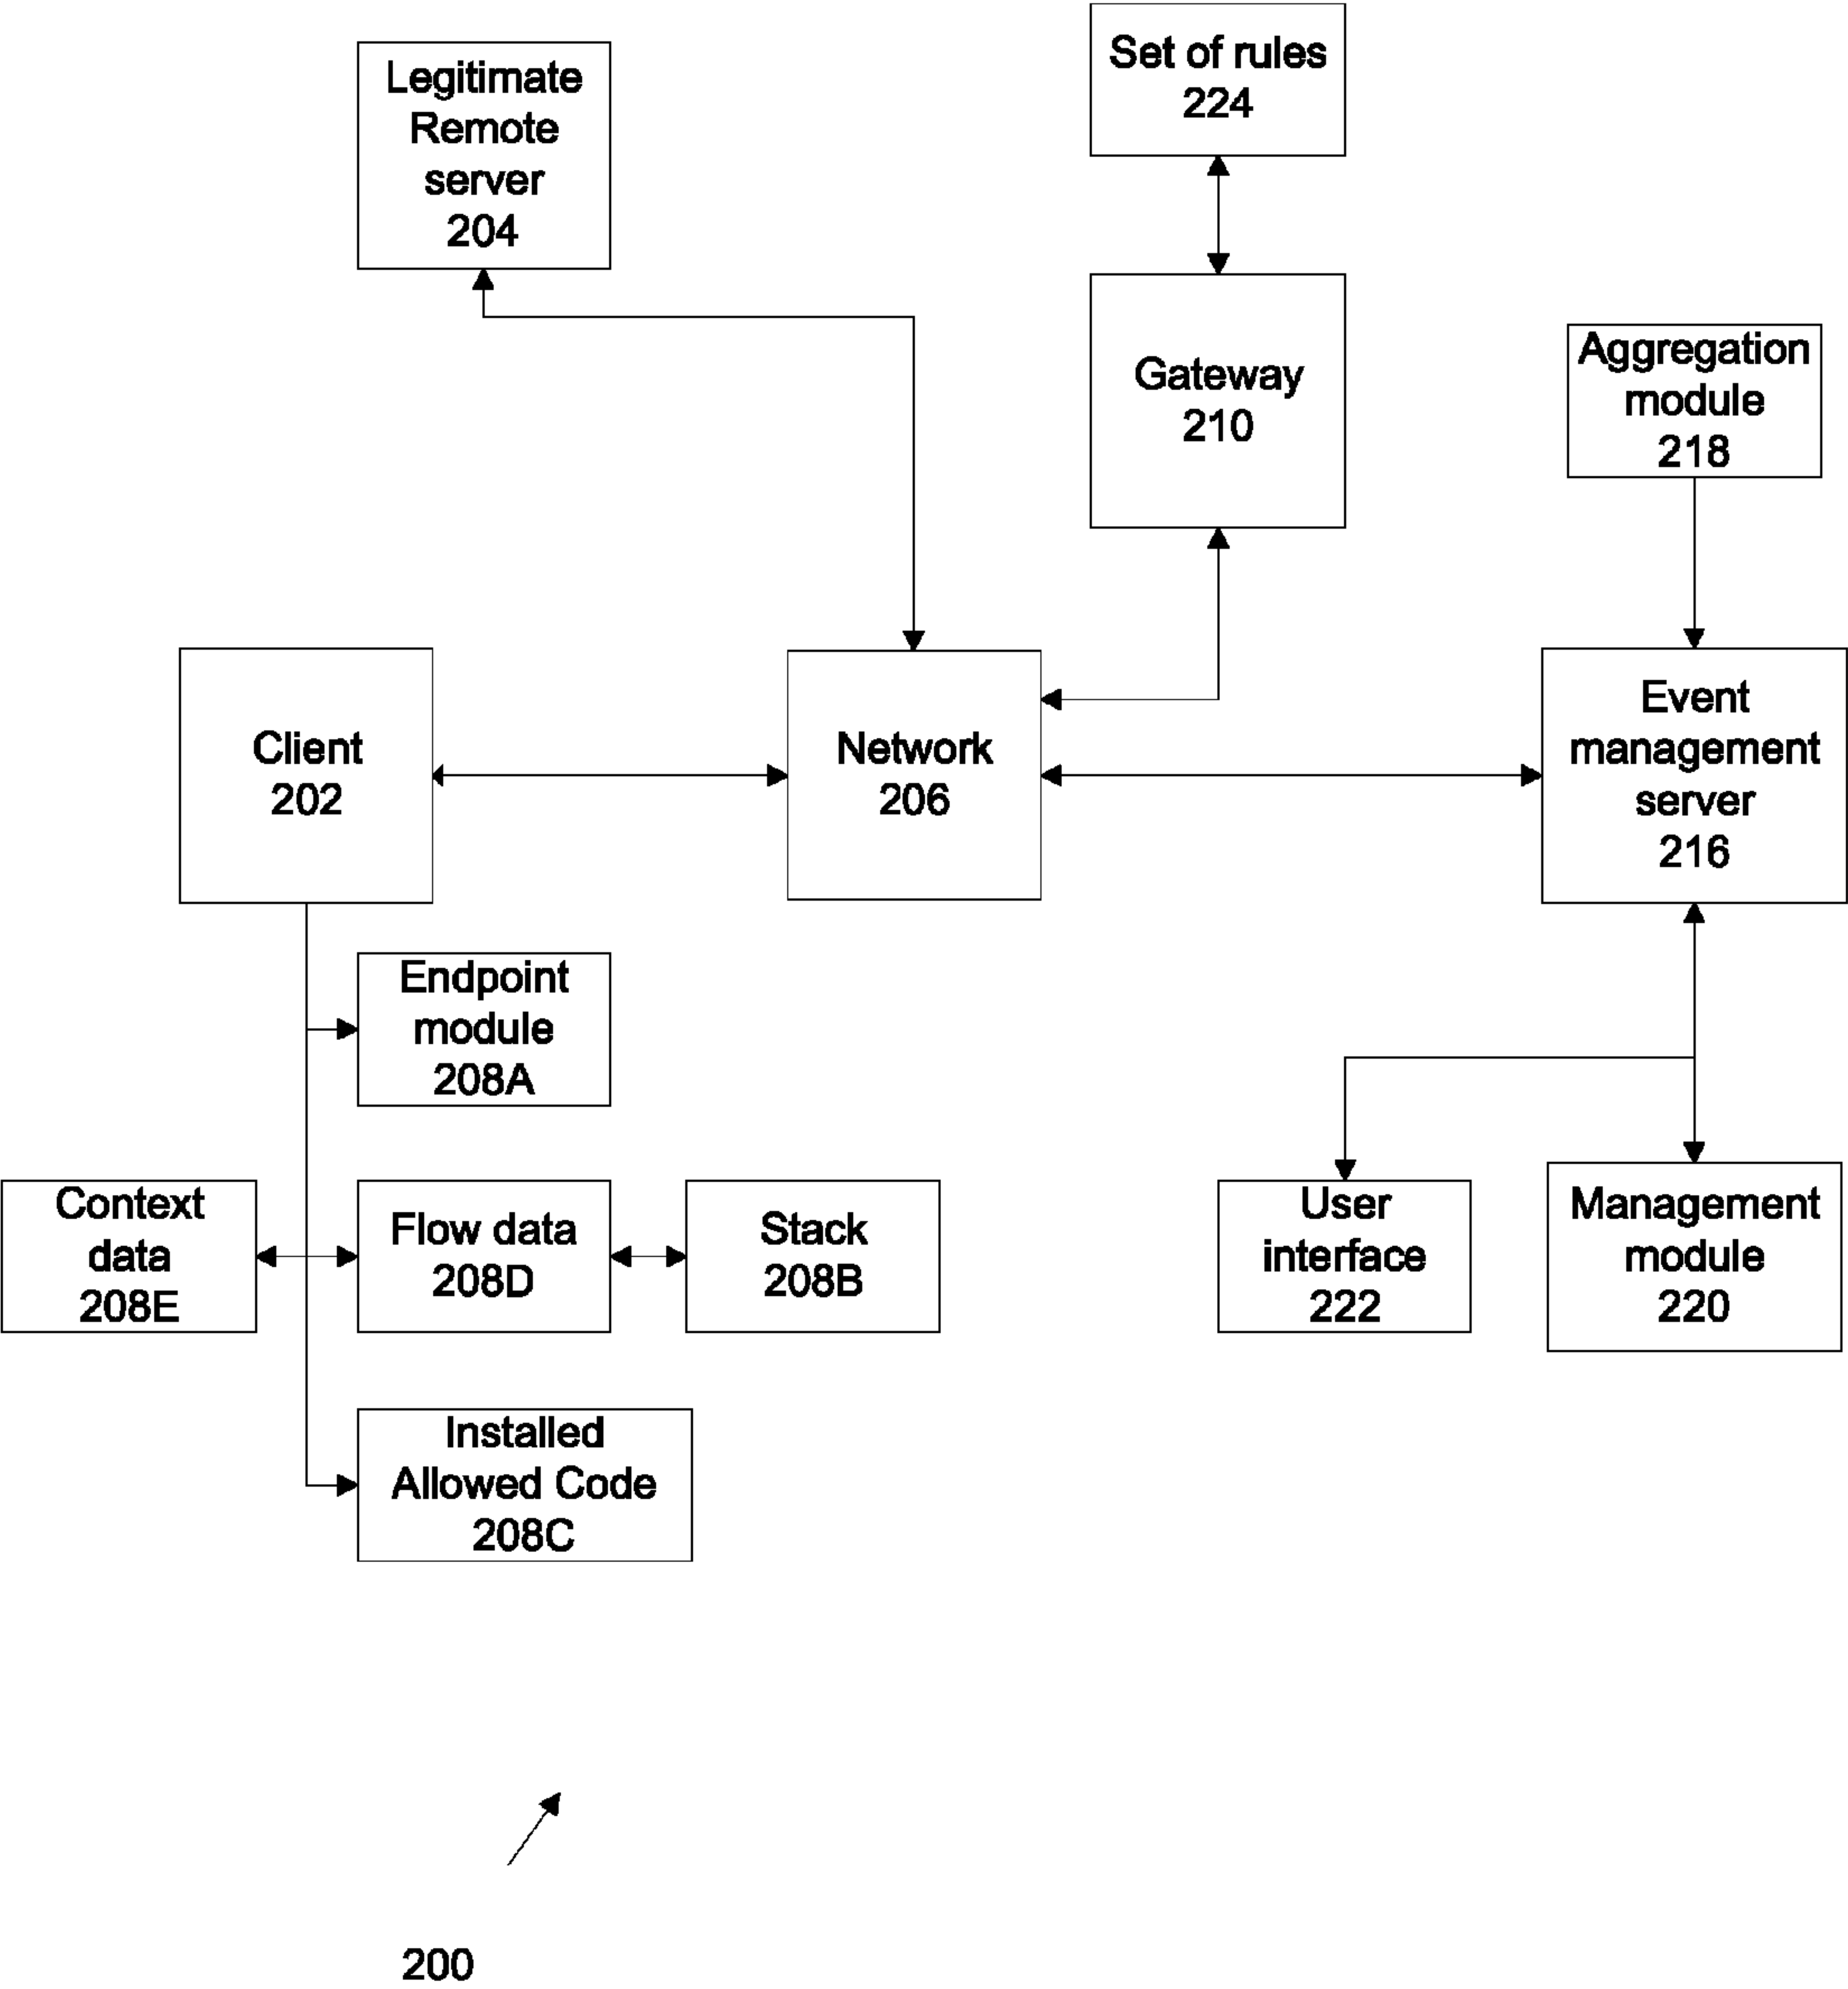 Set of rules
224
Legitimate
Remote
server
204
Gateway
210
Aggregation
module
218
Client
202
Network
206
Event
management
server
216
Endpoint
module
208A
Context
data
208E
Flow data
208D
Stack
208B
User
interface
222
Management
module
220
Installed
Allowed Code
208C
200